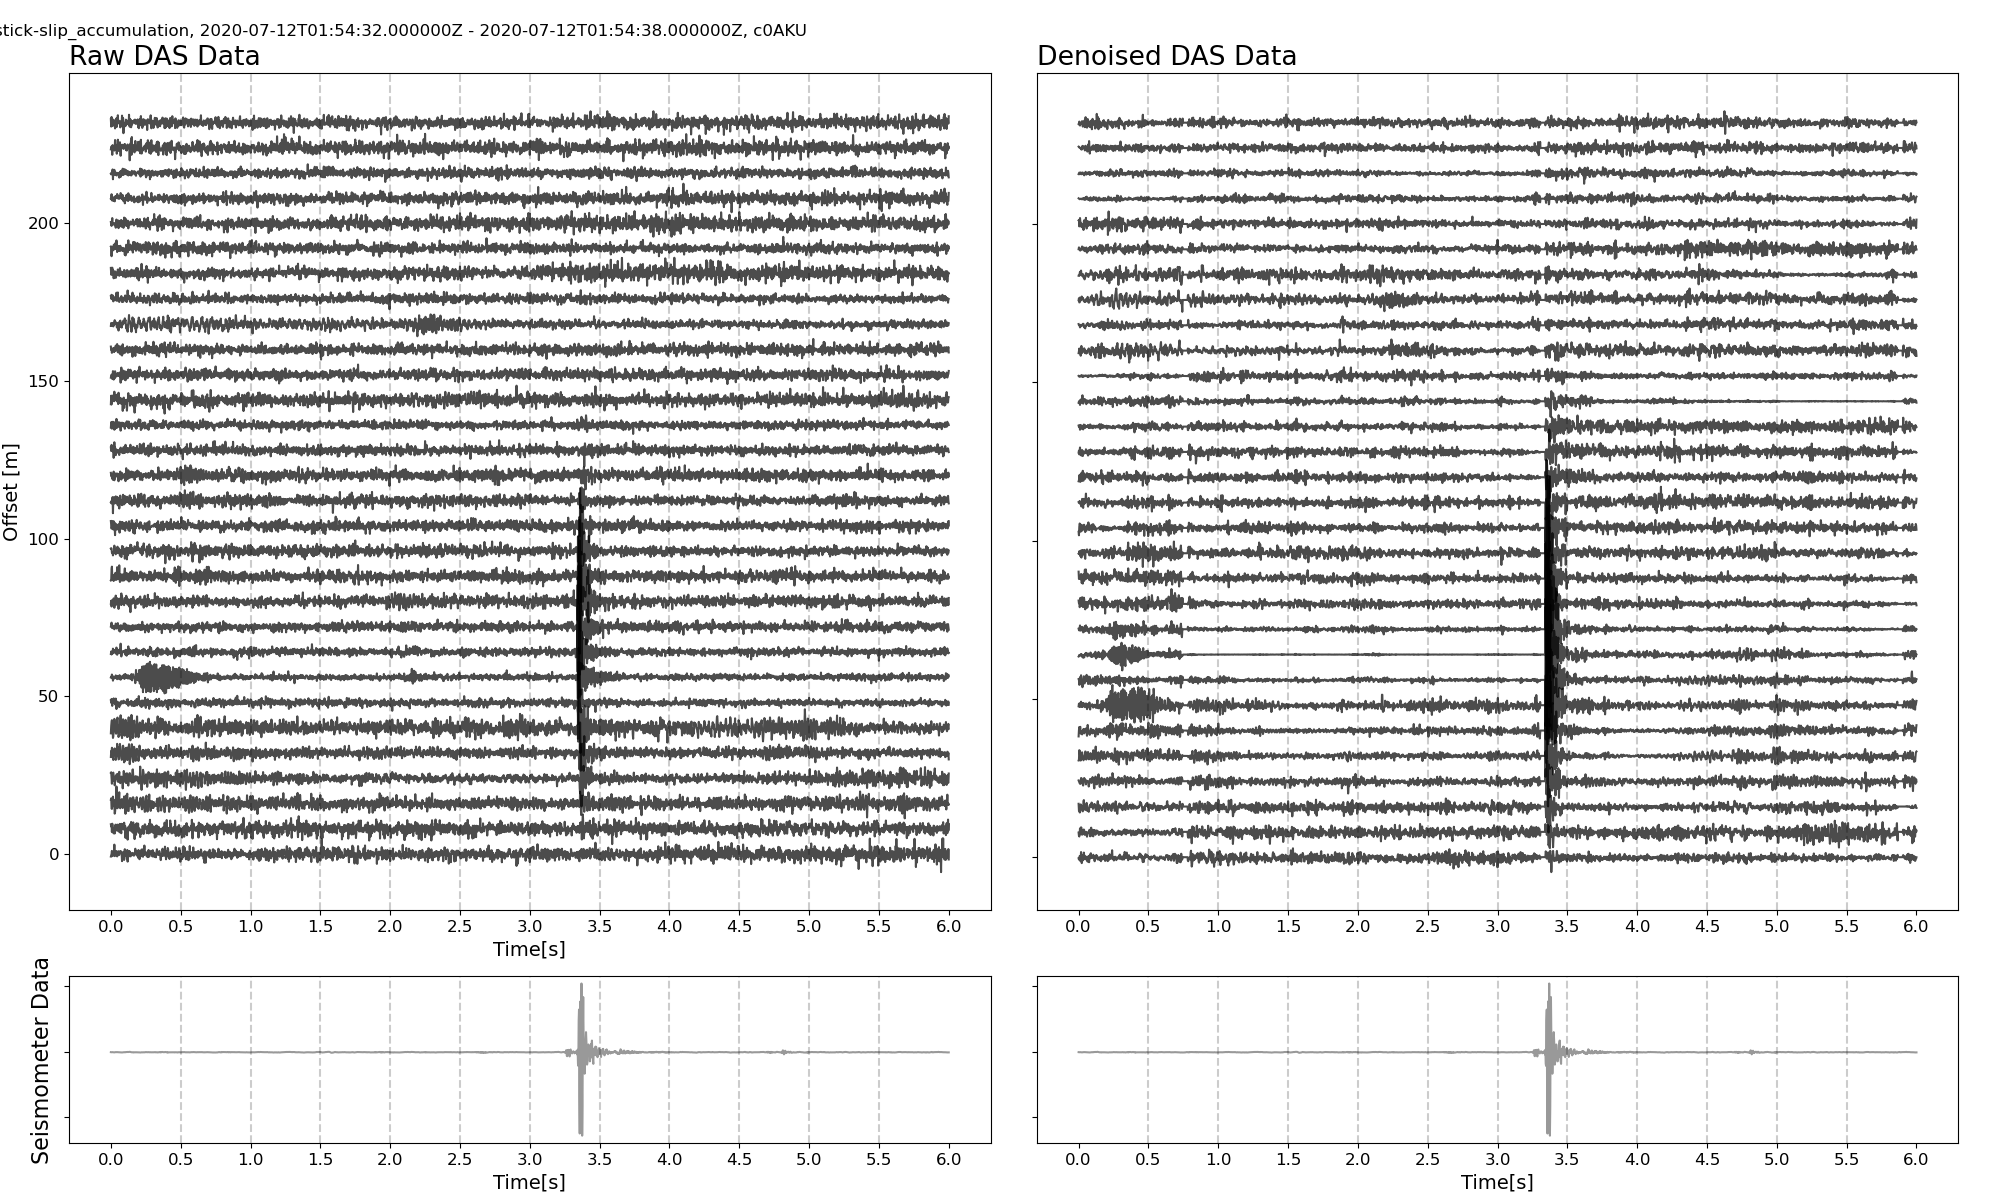 stick-slip_accumulation, 2020-07-12T01:54:32.000000Z - 2020-07-12T01:54:38.000000Z, c0AKU
Raw DAS Data
Denoised DAS Data
Offset [m]
200
150
100
50
0
0.0 0.5 1.0 1.5 2.0 2.5 3.0 3.5 4.0 4.5 5.0 5.5 6.0
Time[s]
0.0 0.5 1.0 1.5 2.0 2.5 3.0 3.5 4.0 4.5 5.0 5.5 6.0
Seismometer Data
0.0 0.5 1.0 1.5 2.0 2.5 3.0 3.5 4.0 4.5 5.0 5.5 6.0
Time[s]
0.0 0.5 1.0 1.5 2.0 2.5 3.0 3.5 4.0 4.5 5.0 5.5 6.0
Time[s]